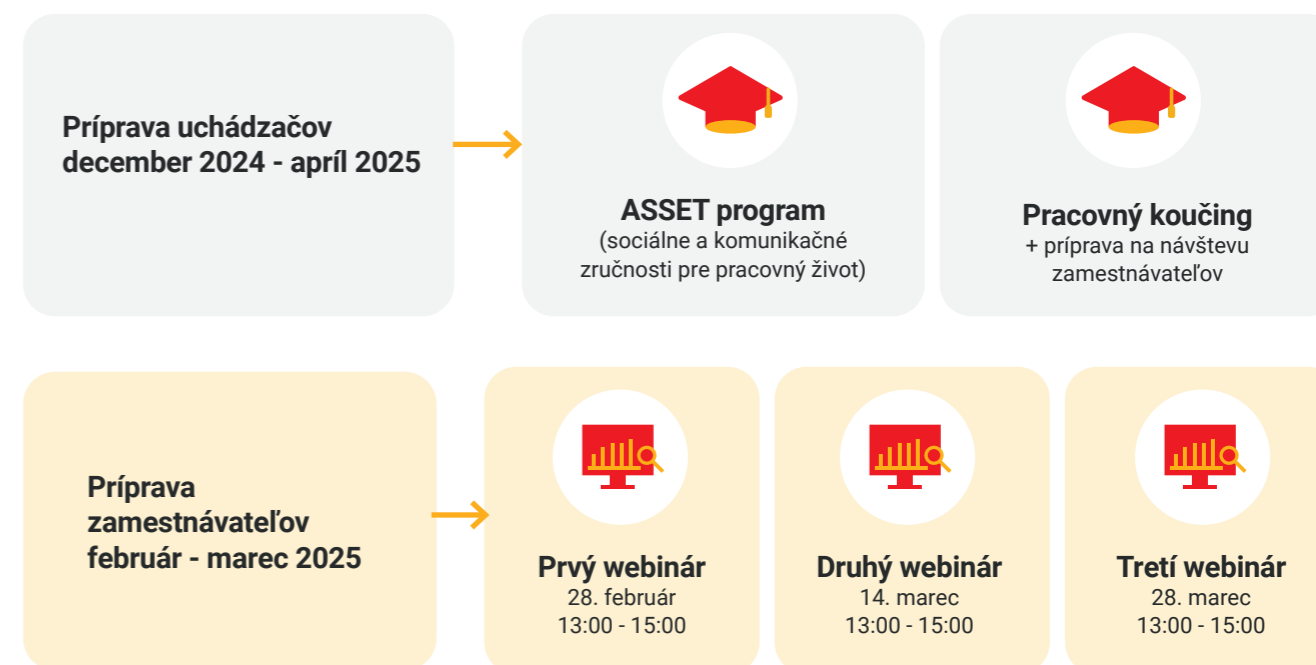 Príprava uchádzačov
december 2024 - apríl 2025
ASSET program
(sociálne a komunikačné
zručnosti pre pracovný život)
Pracovný koučing
+ príprava na návštevu
zamestnávateľov
Príprava
zamestnávateľov
február - marec 2025
Prvý webinár
28. február
13:00 - 15:00
Druhý webinár
14. marec
13:00 - 15:00
Tretí webinár
28. marec
13:00 - 15:00